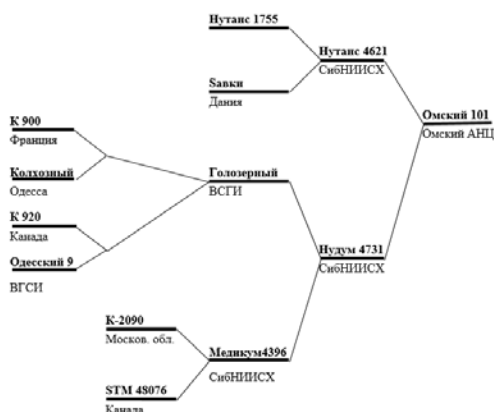 Нутанс 1755
Нутанс 4621
СибНИИСХ
Sавки
Дания
Омский 101
Омский АНЦ
К 900
Франция
Колхозный
Одесса
Голозерный
ВСГИ
К 920
Канада
Одесский 9
ВГСИ
Нудум 4731
СибНИИСХ
К-2090
Москов. обл.
Медикум4396
СибНИИСХ
STM 48076
Канада